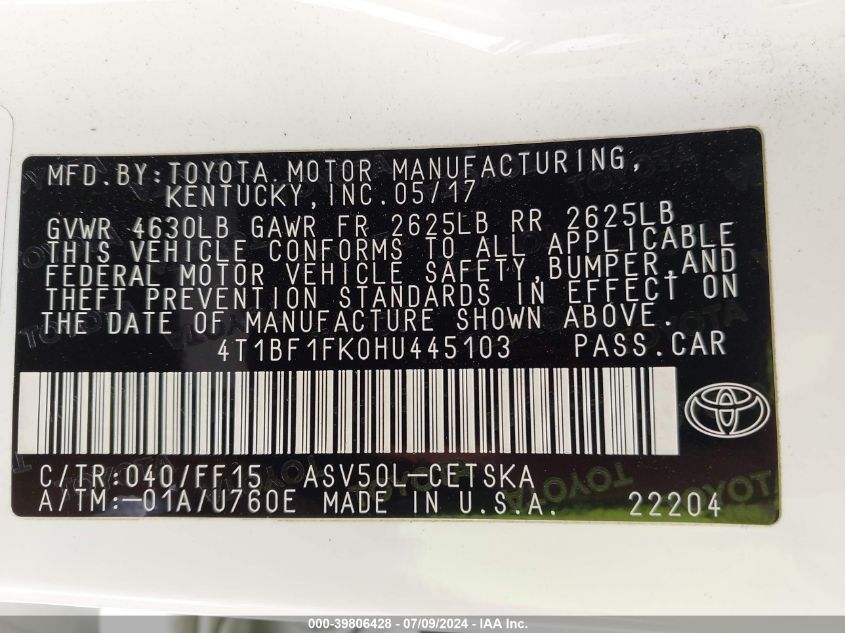 MFD.BY:TOYOTA MOTOR MANUFACTURING,
KENTUCKY,INC.05/17
GVWR 4630LB GAWR FR 2625LB RR 2625LB
THIS VEHICLE CONFORMS TO ALL APPLICABLE
FEDERAL MOTOR VEHICLE SAFETY,BUMPER,AND
THEFT PREVENTION STANDARDS IN EFFECT ON
THE DATE OF MANUFACTURE SHOWN ABOVE.
4T1BF1FK0HU445103 PASS.CAR
C/TR:040/FF15 ASV50L-CETSKA
A/TM:-01A/U760E MADE IN U.S.A. 22204
000-39806428 - 07/09/2024 - IAA Inc.